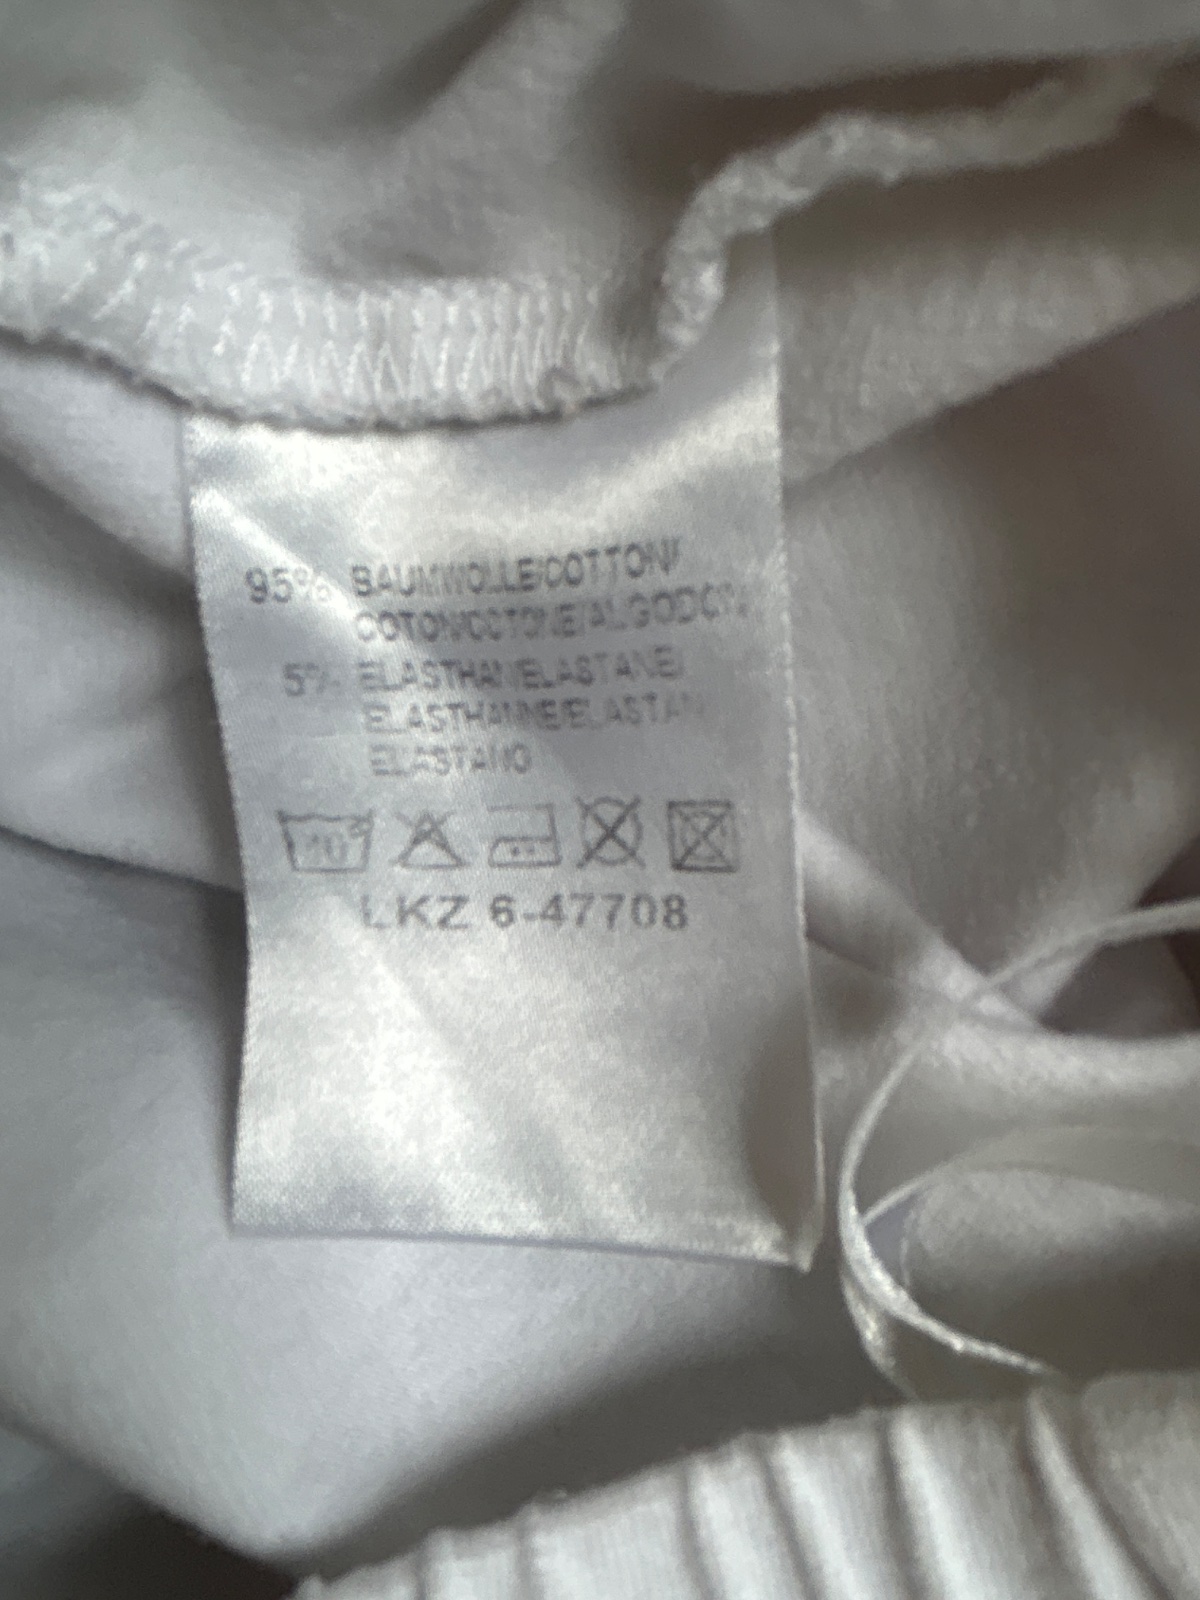 95% BAUMWOLLE/COTTON/
COTON/COTONE/ALGODON
5% ELASTHAN/ELASTANE/
ELASTHANNE/ELASTAN
ELASTANO
LKZ 6-47708